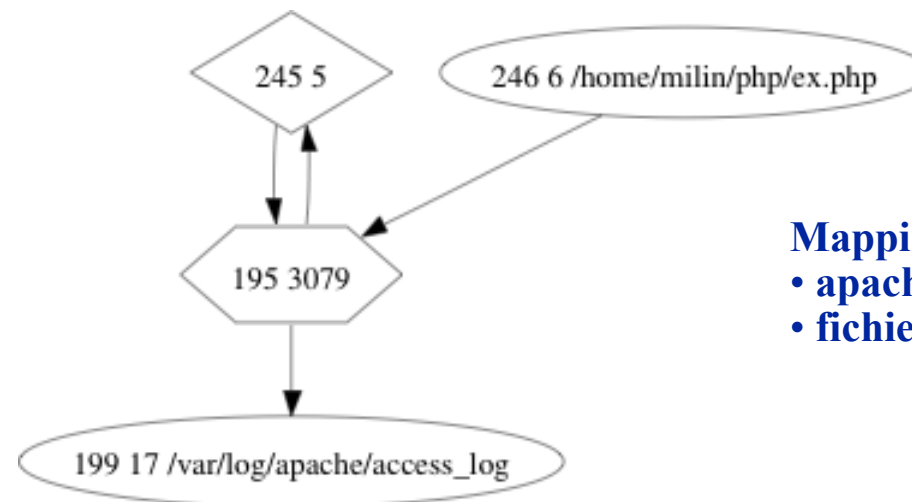 245 5
246 6 /home/milin/php/ex.php
195 3079
• 
199 17 /var/log/apache/access_log